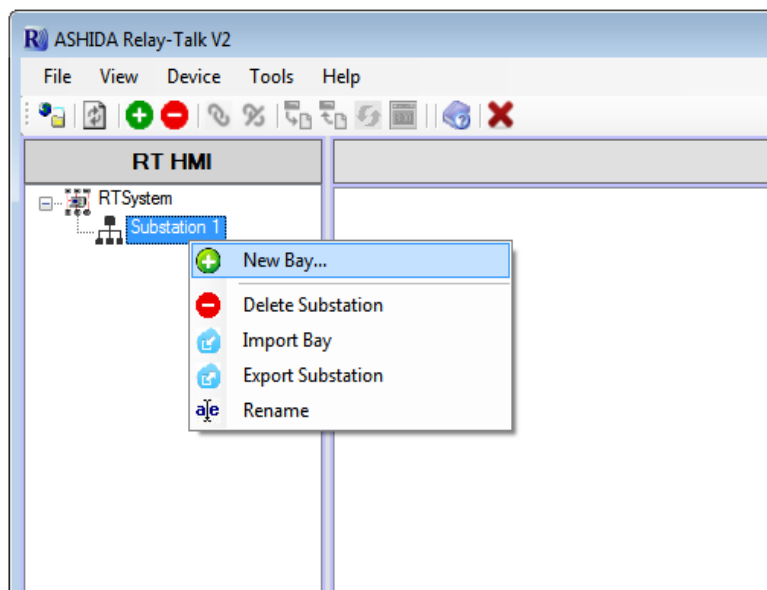 ASHIDA Relay-Talk V2
File View Device Tools Help
RT HMI
RTSystem
Substation 1
New Bay...
Delete Substation
Import Bay
Export Substation
Rename